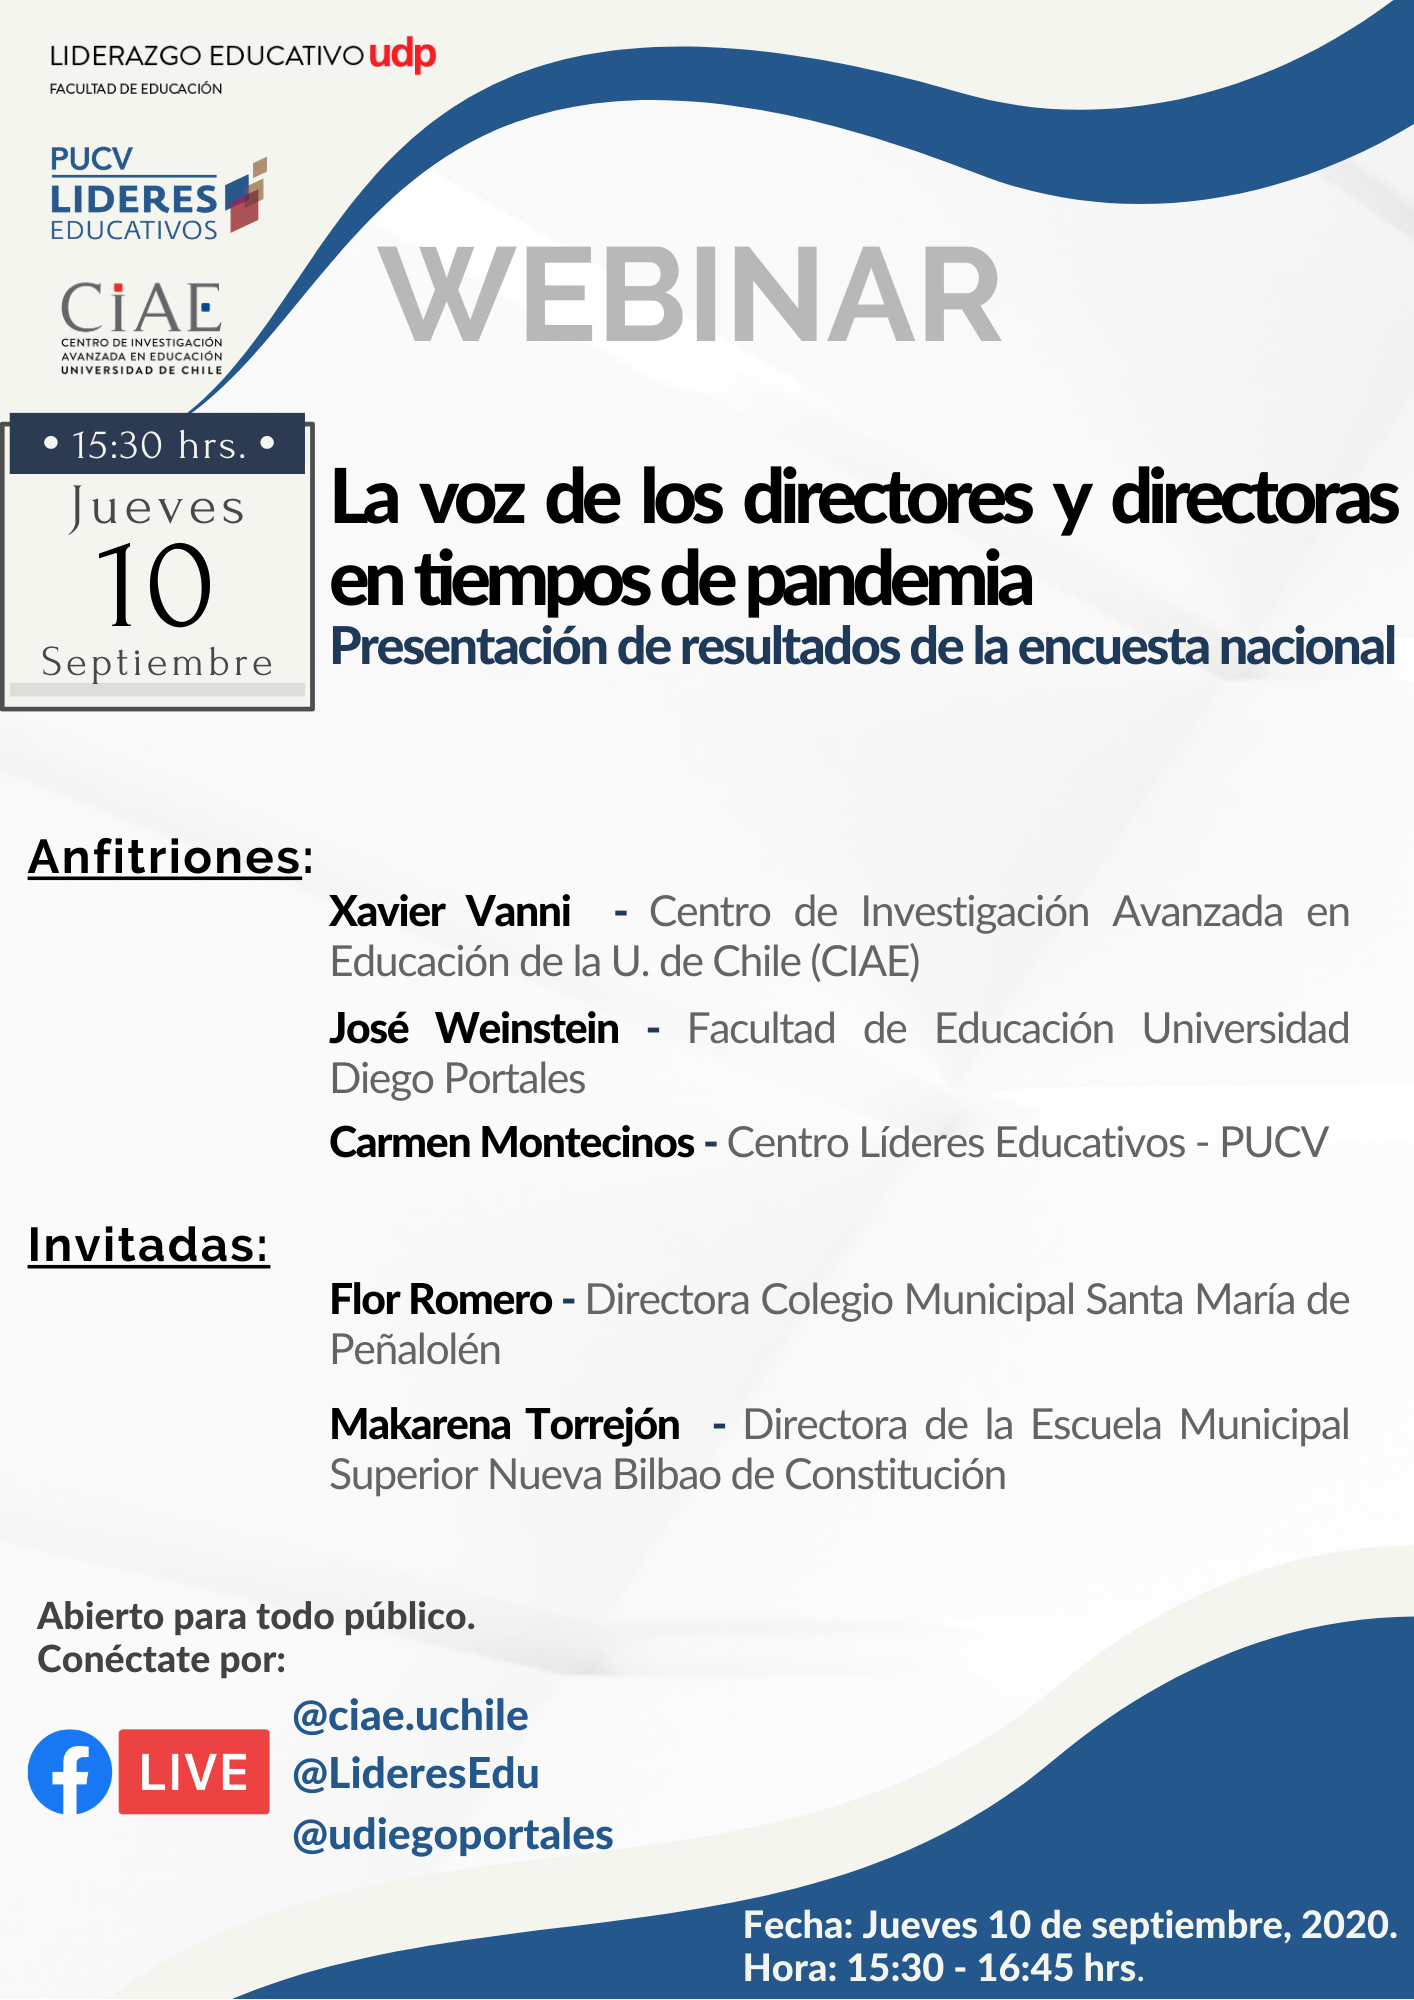 LIDERAZGO EDUCATIVO udp
FACULTAD DE EDUCACIÓN
PUCV
LIDERES
EDUCATIVOS
CiAE
CENTRO DE INVESTIGACIÓN
AVANZADA EN EDUCACIÓN
UNIVERSIDAD DE CHILE
WEBINAR
• 15:30 hrs. •
Jueves
10
Septiembre
La voz de los directores y directoras
en tiempos de pandemia
Presentación de resultados de la encuesta nacional
Anfitriones:
Xavier Vanni - Centro de Investigación Avanzada en
Educación de la U. de Chile (CIAE)
José Weinstein - Facultad de Educación Universidad
Diego Portales
Carmen Montecinos - Centro Líderes Educativos - PUCV
Invitadas:
Flor Romero - Directora Colegio Municipal Santa María de
Peñalolén
Makarena Torrejón - Directora de la Escuela Municipal
Superior Nueva Bilbao de Constitución
Abierto para todo público.
Conéctate por:
LIVE
@ciae.uchile
@LideresEdu
@udiegoportales
Fecha: Jueves 10 de septiembre, 2020.
Hora: 15:30 - 16:45 hrs.